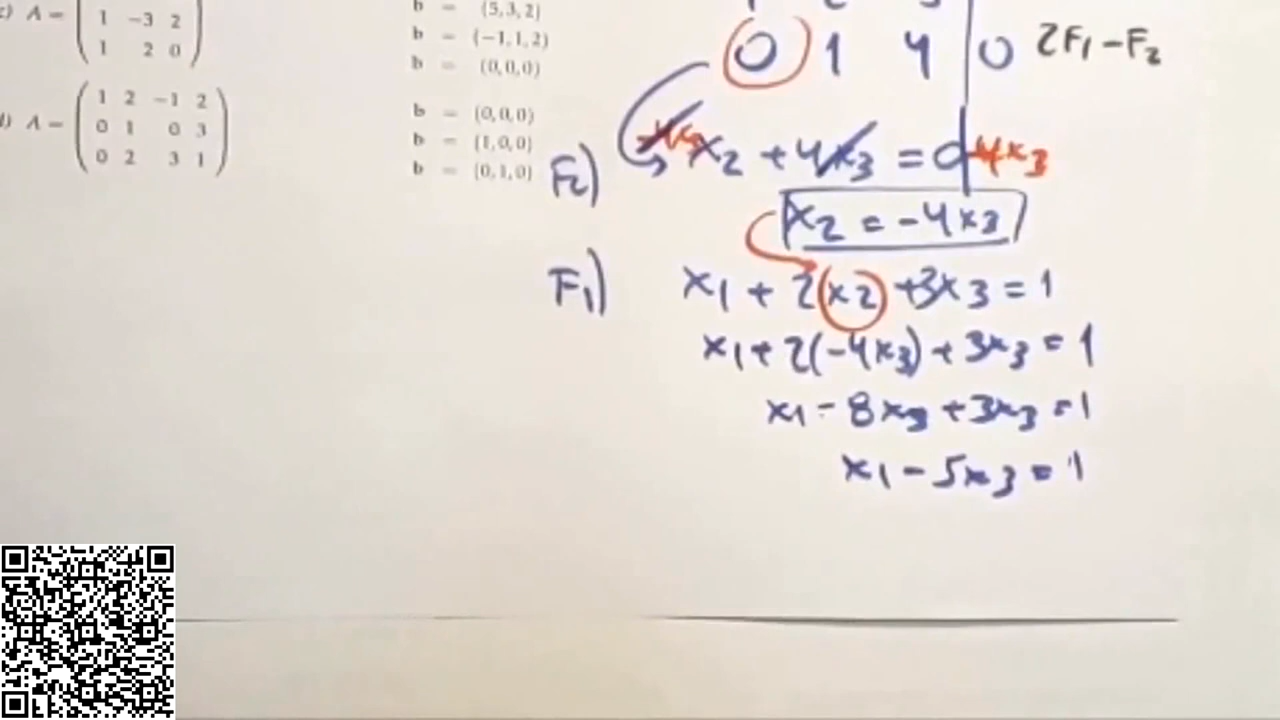 c) A = ( 1 -3 2
1 2 0 )
b = (5,3,2)
b = (-1,1,2)
b = (0,0,0)
A = ( 1 2 -1 2
0 1 0 3
0 2 3 1 )
b = (0,0,0)
b = (1,0,0)
b = (0,1,0)
0 1 4 | 0 2F1-F2
F2) x2 + 4x3 = 0 -4x3
x2 = -4x3
F1) x1 + 2(x2) + 3x3 = 1
x1 + 2(-4x3) + 3x3 = 1
x1 - 8x3 + 3x3 = 1
x1 - 5x3 = 1